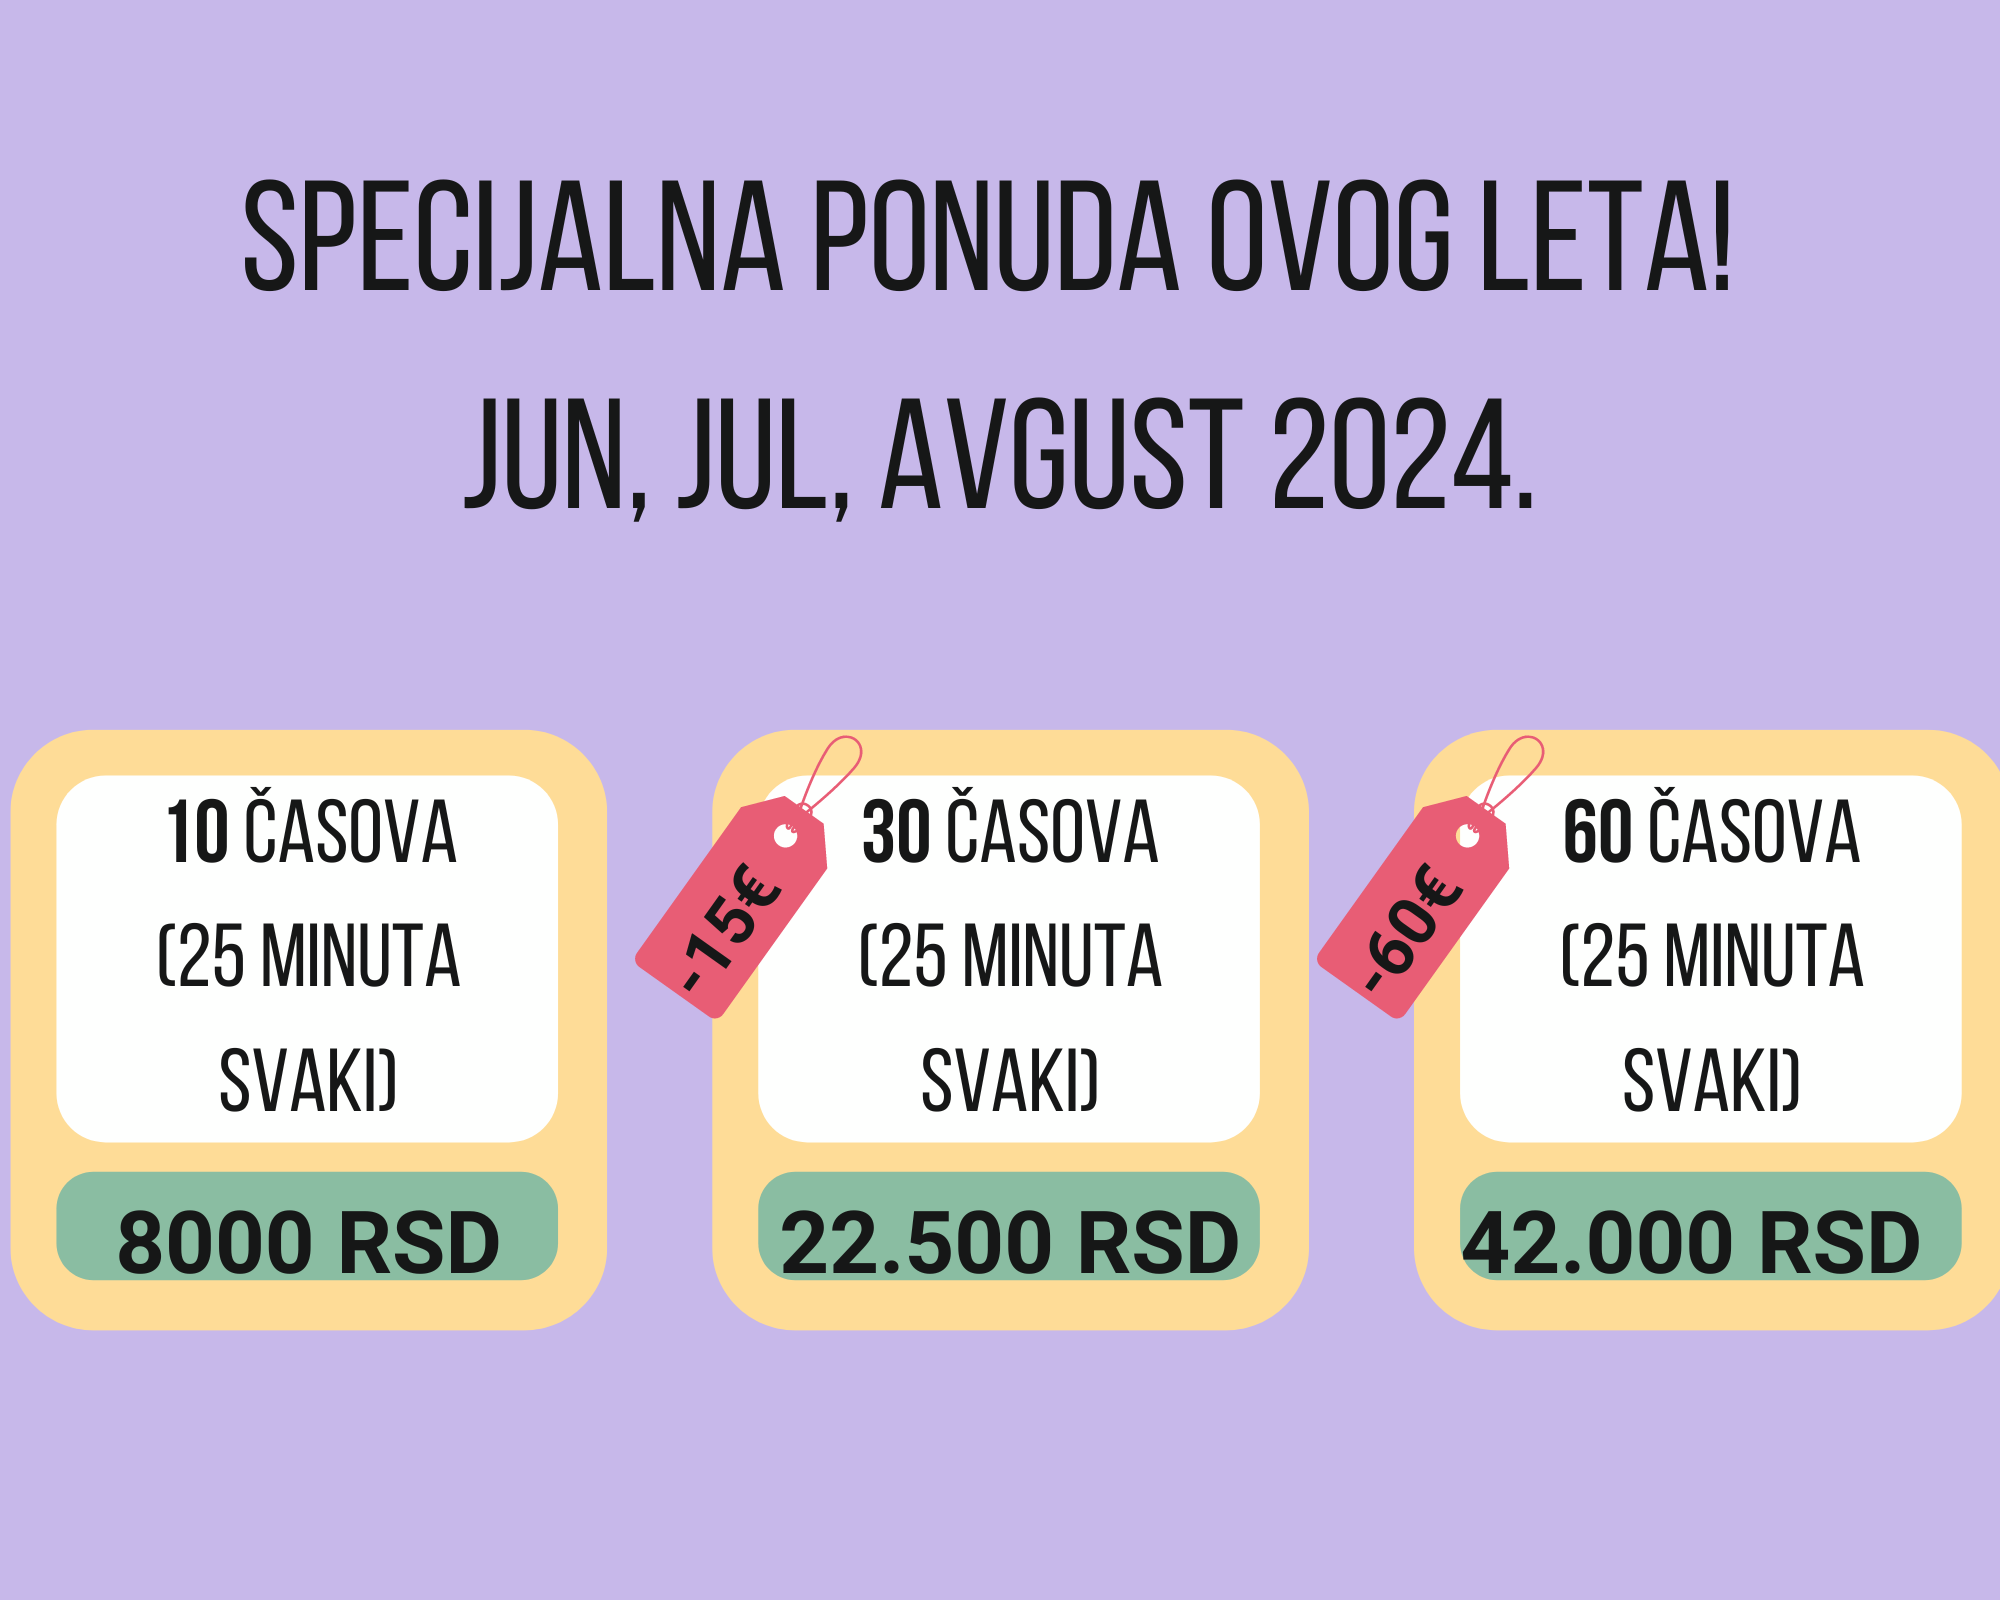 SPECIJALNA PONUDA OVOG LETA!
JUN, JUL, AVGUST 2024.
10 ČASOVA
(25 MINUTA
SVAKI)
8000 RSD
-15€
30 ČASOVA
(25 MINUTA
SVAKI)
22.500 RSD
-60€
60 ČASOVA
(25 MINUTA
SVAKI)
42.000 RSD